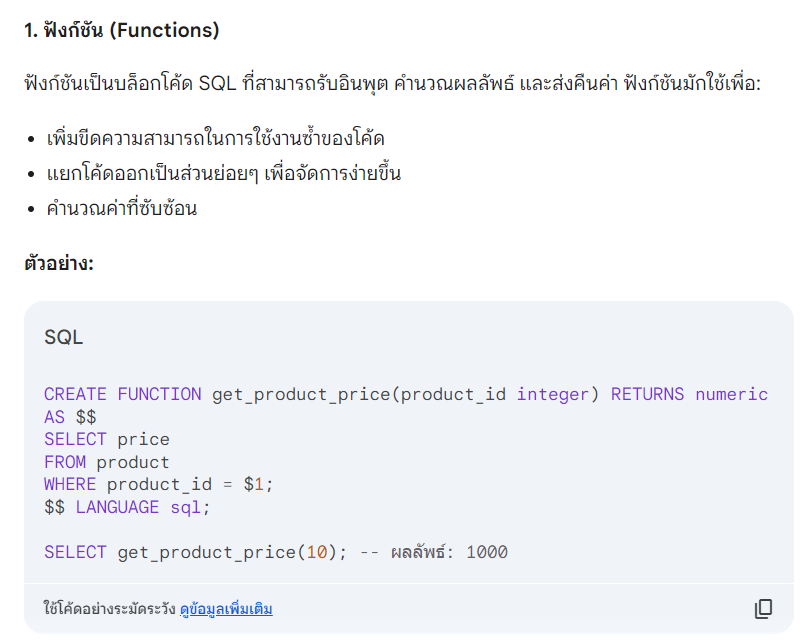 1. ฟังก์ชัน (Functions)
ฟังก์ชันเป็นบล็อกโค้ด SQL ที่สามารถรับอินพุต คำนวณผลลัพธ์ และส่งคืนค่า ฟังก์ชันมักใช้เพื่อ:
• เพิ่มขีดความสามารถในการใช้งานซ้ำของโค้ด
• แยกโค้ดออกเป็นส่วนย่อยๆ เพื่อจัดการง่ายขึ้น
• คำนวณค่าที่ซับซ้อน
ตัวอย่าง:
SQL
CREATE FUNCTION get_product_price(product_id integer) RETURNS numeric
AS $$
SELECT price
FROM product
WHERE product_id = $1;
$$ LANGUAGE sql;
SELECT get_product_price(10); -- ผลลัพธ์: 1000
ใช้โค้ดอย่างระมัดระวัง ดูข้อมูลเพิ่มเติม